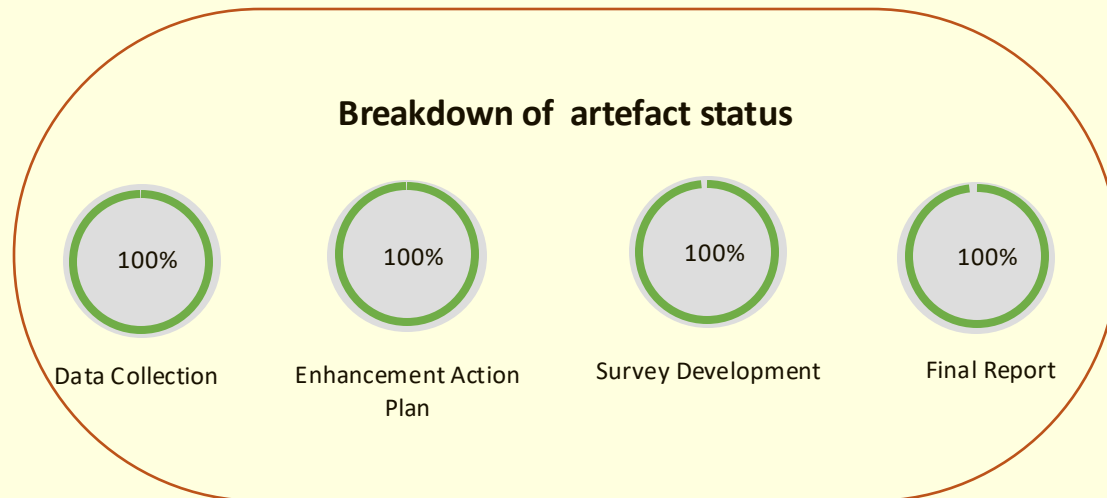 Breakdown of artefact status
100%
100%
100%
100%
Data Collection
Enhancement Action
Plan
Survey Development
Final Report